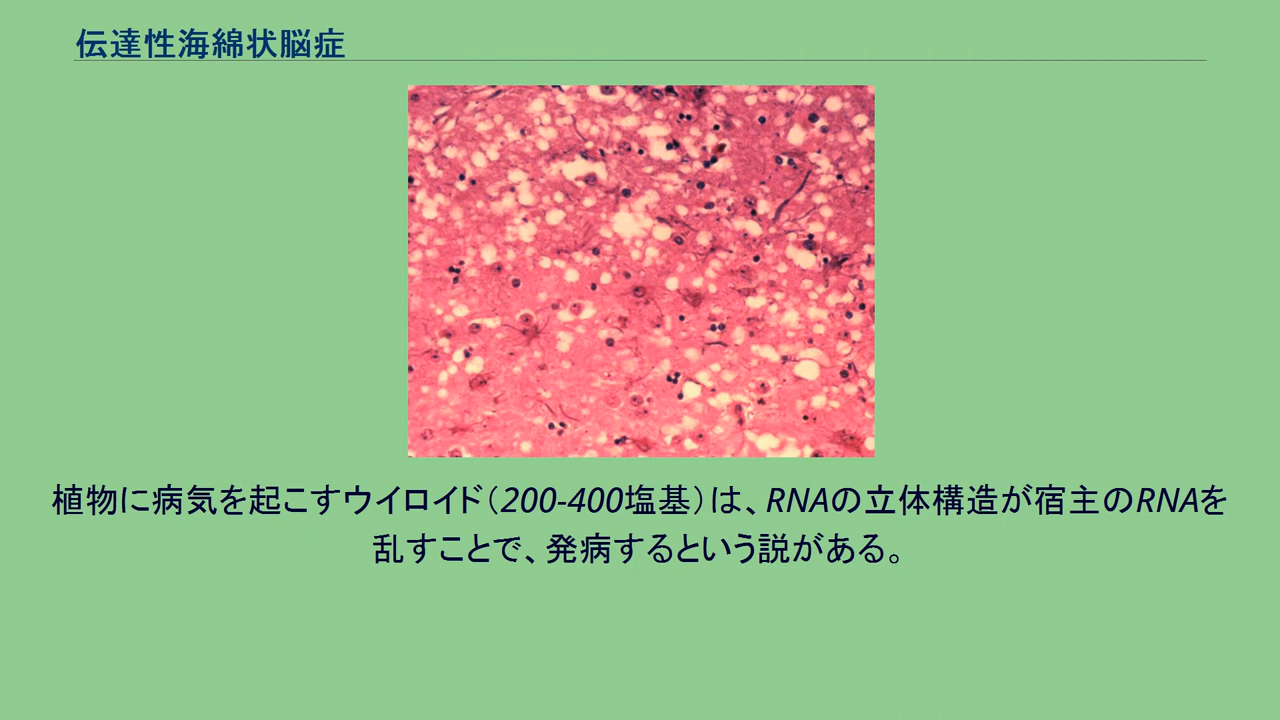 伝達性海綿状脳症
植物に病気を起こすウイロイド（200-400塩基）は、RNAの立体構造が宿主のRNAを
乱すことで、発病するという説がある。